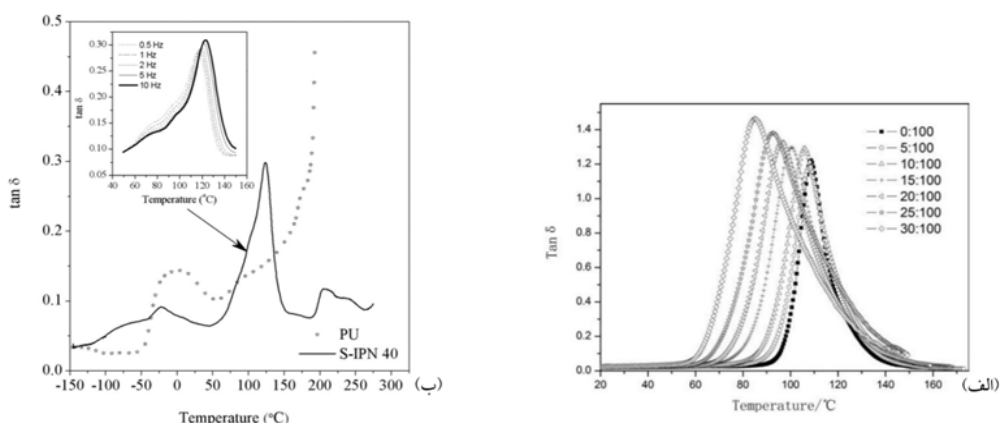 0.5
0.4
0.3
0.2
0.1
0.0
tan δ
-150 -100 -50 0 50 100 150 200 250 300
Temperature (°C)
PU
S-IPN 40
0.30
0.25
0.20
0.15
0.10
0.05
tan δ
40 60 80 100 120 140 160
Temperature (°C)
0.5 Hz
1 Hz
2 Hz
5 Hz
10 Hz
(ب)
1.4
1.2
1.0
0.8
0.6
0.4
0.2
0.0
Tan δ
20 40 60 80 100 120 140 160
Temperature/℃
0:100
5:100
10:100
15:100
20:100
25:100
30:100
(الف)